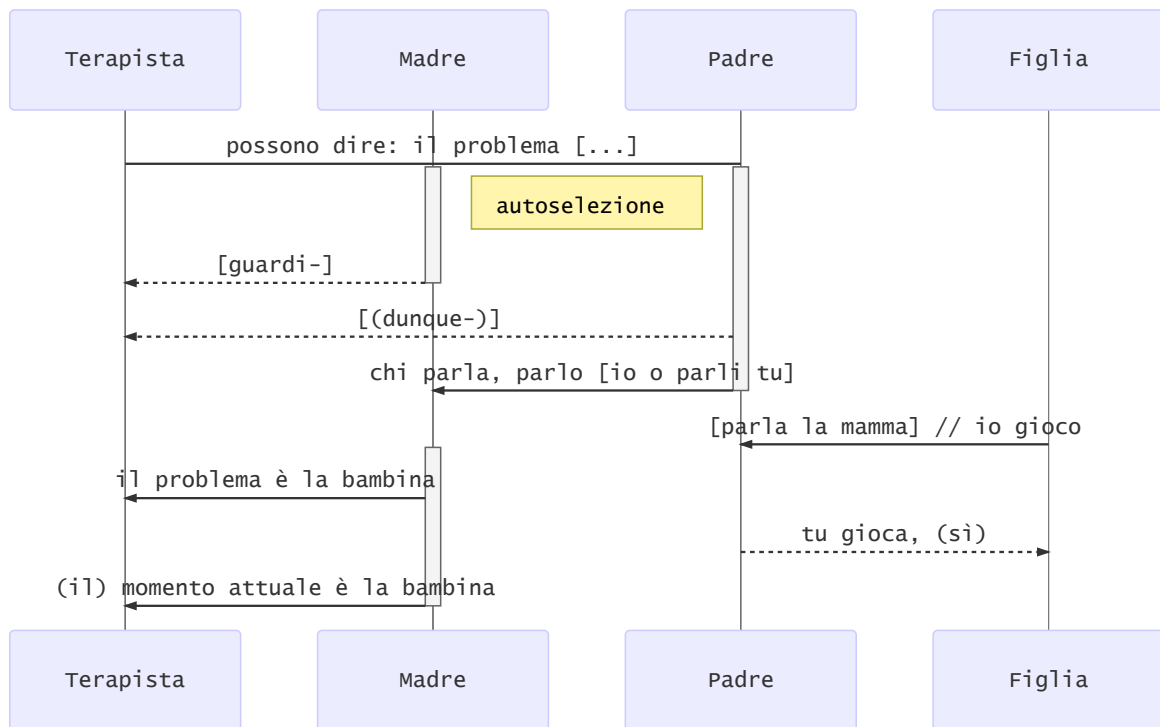 Terapista
Madre
Padre
Figlia
possono dire: il problema [...]
autoselezione
[guardi-]
[(dunque-)]
chi parla, parlo [io o parli tu]
[parla la mamma] // io gioco
il problema è la bambina
tu gioca, (sì)
(il) momento attuale è la bambina
Terapista
Madre
Padre
Figlia